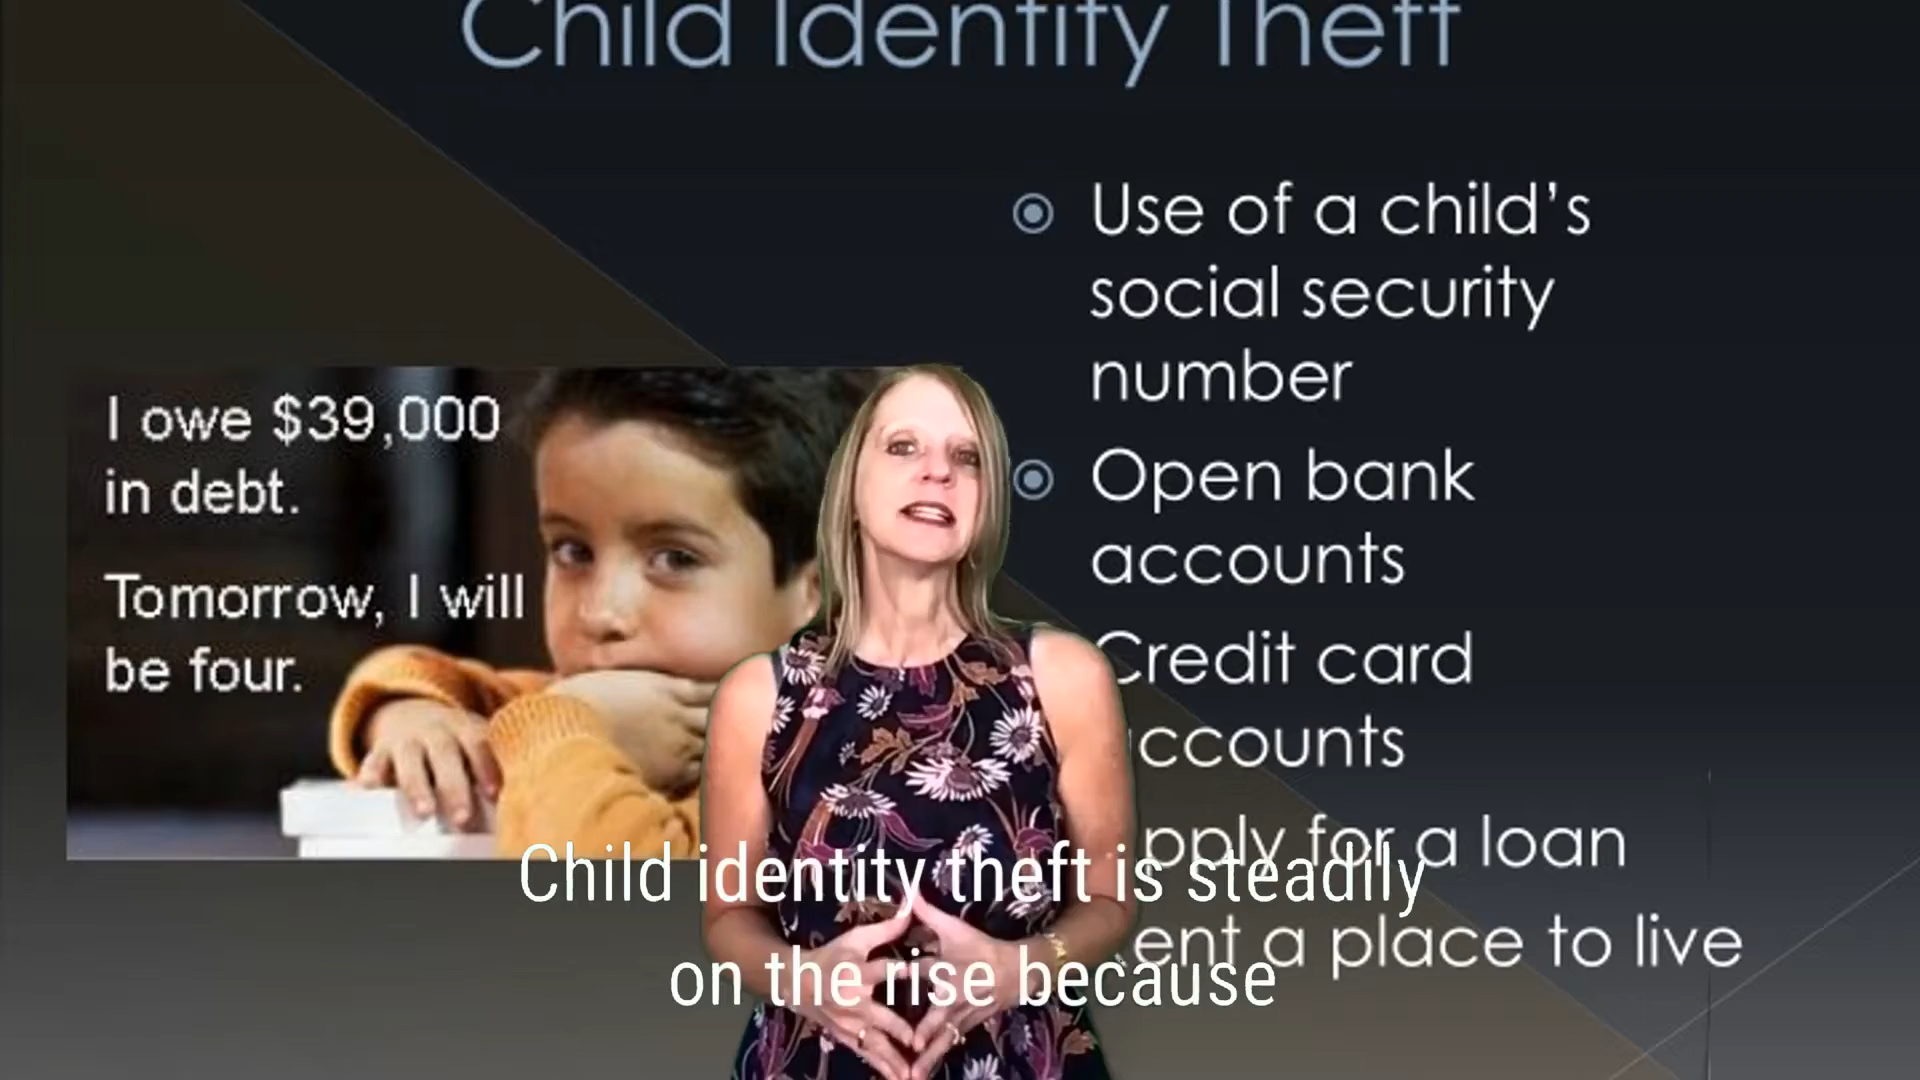 Child Identity Theft
Use of a child's
social security
number
Open bank
accounts
Credit card
ccounts
pply for a loan
ent a place to live
I owe $39,000
in debt.
Tomorrow, I will
be four.
Child identity theft is steadily
on the rise because